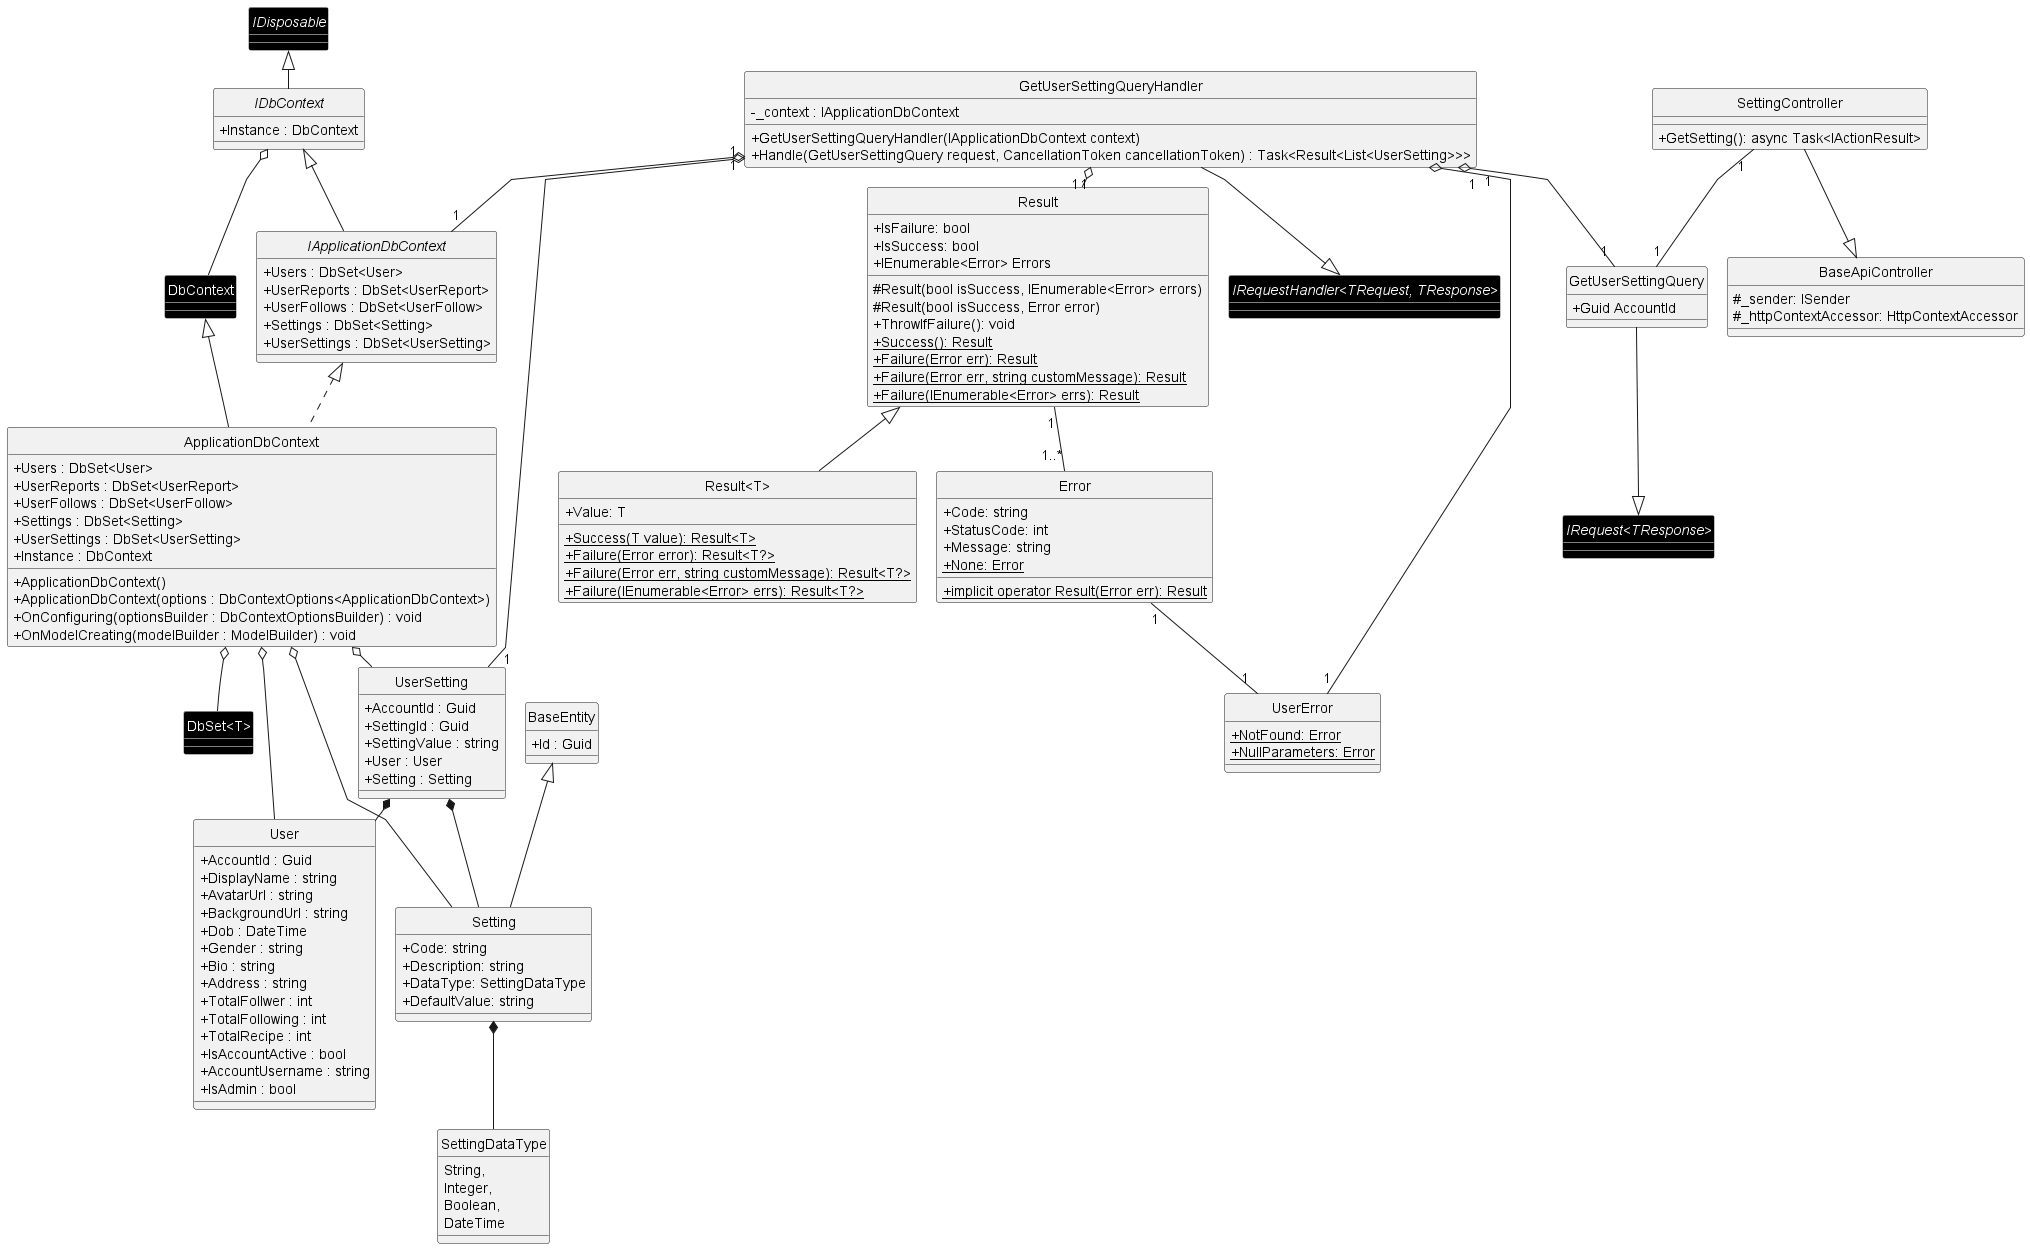 IDisposable
IDbContext
+Instance : DbContext
GetUserSettingQueryHandler
-_context : IApplicationDbContext
+GetUserSettingQueryHandler(IApplicationDbContext context)
+Handle(GetUserSettingQuery request, CancellationToken cancellationToken) : Task<Result<List<UserSetting>>>
SettingController
+GetSetting(): async Task<IActionResult>
1
1
1
1
1
1
1
1
1
1
IApplicationDbContext
+Users : DbSet<User>
+UserReports : DbSet<UserReport>
+UserFollows : DbSet<UserFollow>
+Settings : DbSet<Setting>
+UserSettings : DbSet<UserSetting>
DbContext
Result
+IsFailure: bool
+IsSuccess: bool
+IEnumerable<Error> Errors
#Result(bool isSuccess, IEnumerable<Error> errors)
#Result(bool isSuccess, Error error)
+ThrowIfFailure(): void
+Success(): Result
+Failure(Error err): Result
+Failure(Error err, string customMessage): Result
+Failure(IEnumerable<Error> errs): Result
IRequestHandler<TRequest, TResponse>
GetUserSettingQuery
+Guid AccountId
BaseApiController
#_sender: ISender
#_httpContextAccessor: HttpContextAccessor
1
1..*
ApplicationDbContext
+Users : DbSet<User>
+UserReports : DbSet<UserReport>
+UserFollows : DbSet<UserFollow>
+Settings : DbSet<Setting>
+UserSettings : DbSet<UserSetting>
+Instance : DbContext
+ApplicationDbContext()
+ApplicationDbContext(options : DbContextOptions<ApplicationDbContext>)
+OnConfiguring(optionsBuilder : DbContextOptionsBuilder) : void
+OnModelCreating(modelBuilder : ModelBuilder) : void
Result<T>
+Value: T
+Success(T value): Result<T>
+Failure(Error error): Result<T?>
+Failure(Error err, string customMessage): Result<T?>
+Failure(IEnumerable<Error> errs): Result<T?>
Error
+Code: string
+StatusCode: int
+Message: string
+None: Error
+implicit operator Result(Error err): Result
IRequest<TResponse>
1
1
1
1
DbSet<T>
UserSetting
+AccountId : Guid
+SettingId : Guid
+SettingValue : string
+User : User
+Setting : Setting
BaseEntity
+Id : Guid
UserError
+NotFound: Error
+NullParameters: Error
User
+AccountId : Guid
+DisplayName : string
+AvatarUrl : string
+BackgroundUrl : string
+Dob : DateTime
+Gender : string
+Bio : string
+Address : string
+TotalFollwer : int
+TotalFollowing : int
+TotalRecipe : int
+IsAccountActive : bool
+AccountUsername : string
+IsAdmin : bool
Setting
+Code: string
+Description: string
+DataType: SettingDataType
+DefaultValue: string
SettingDataType
String,
Integer,
Boolean,
DateTime